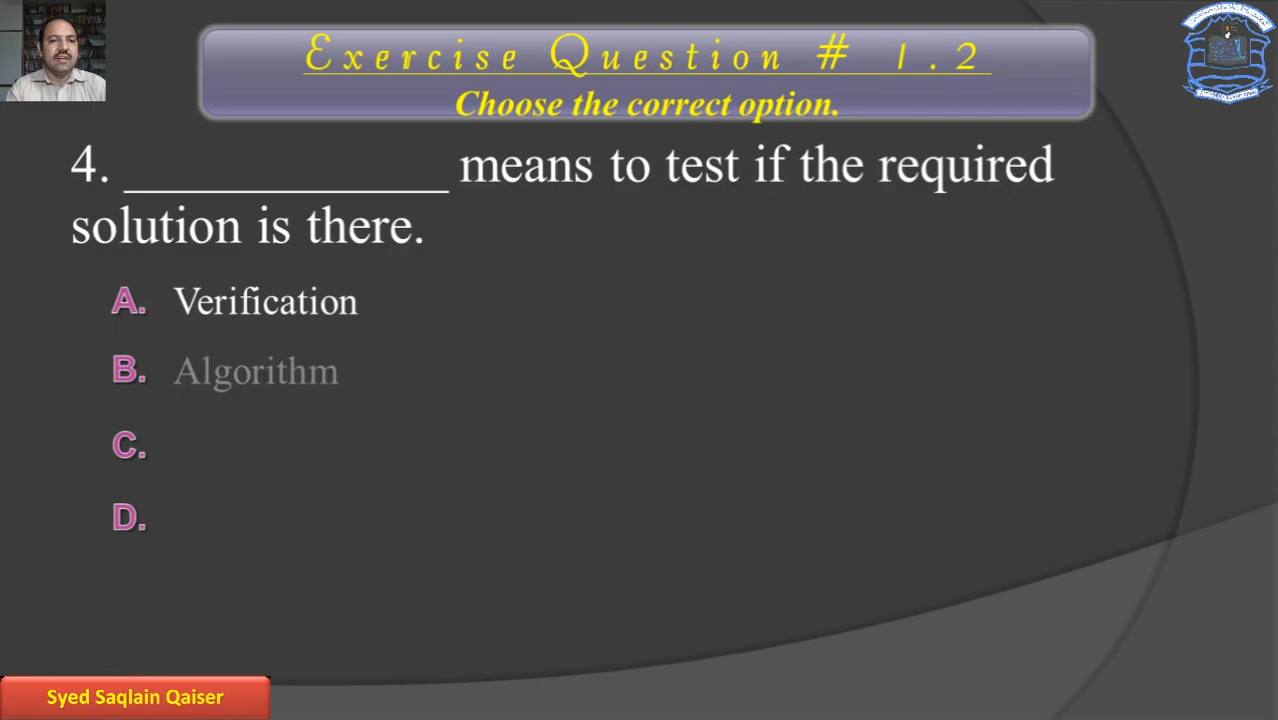 Exercise Question # 1.2
Choose the correct option.
4. _____________ means to test if the required
solution is there.
A. Verification
B. Algorithm
C.
D.
Syed Saqlain Qaiser